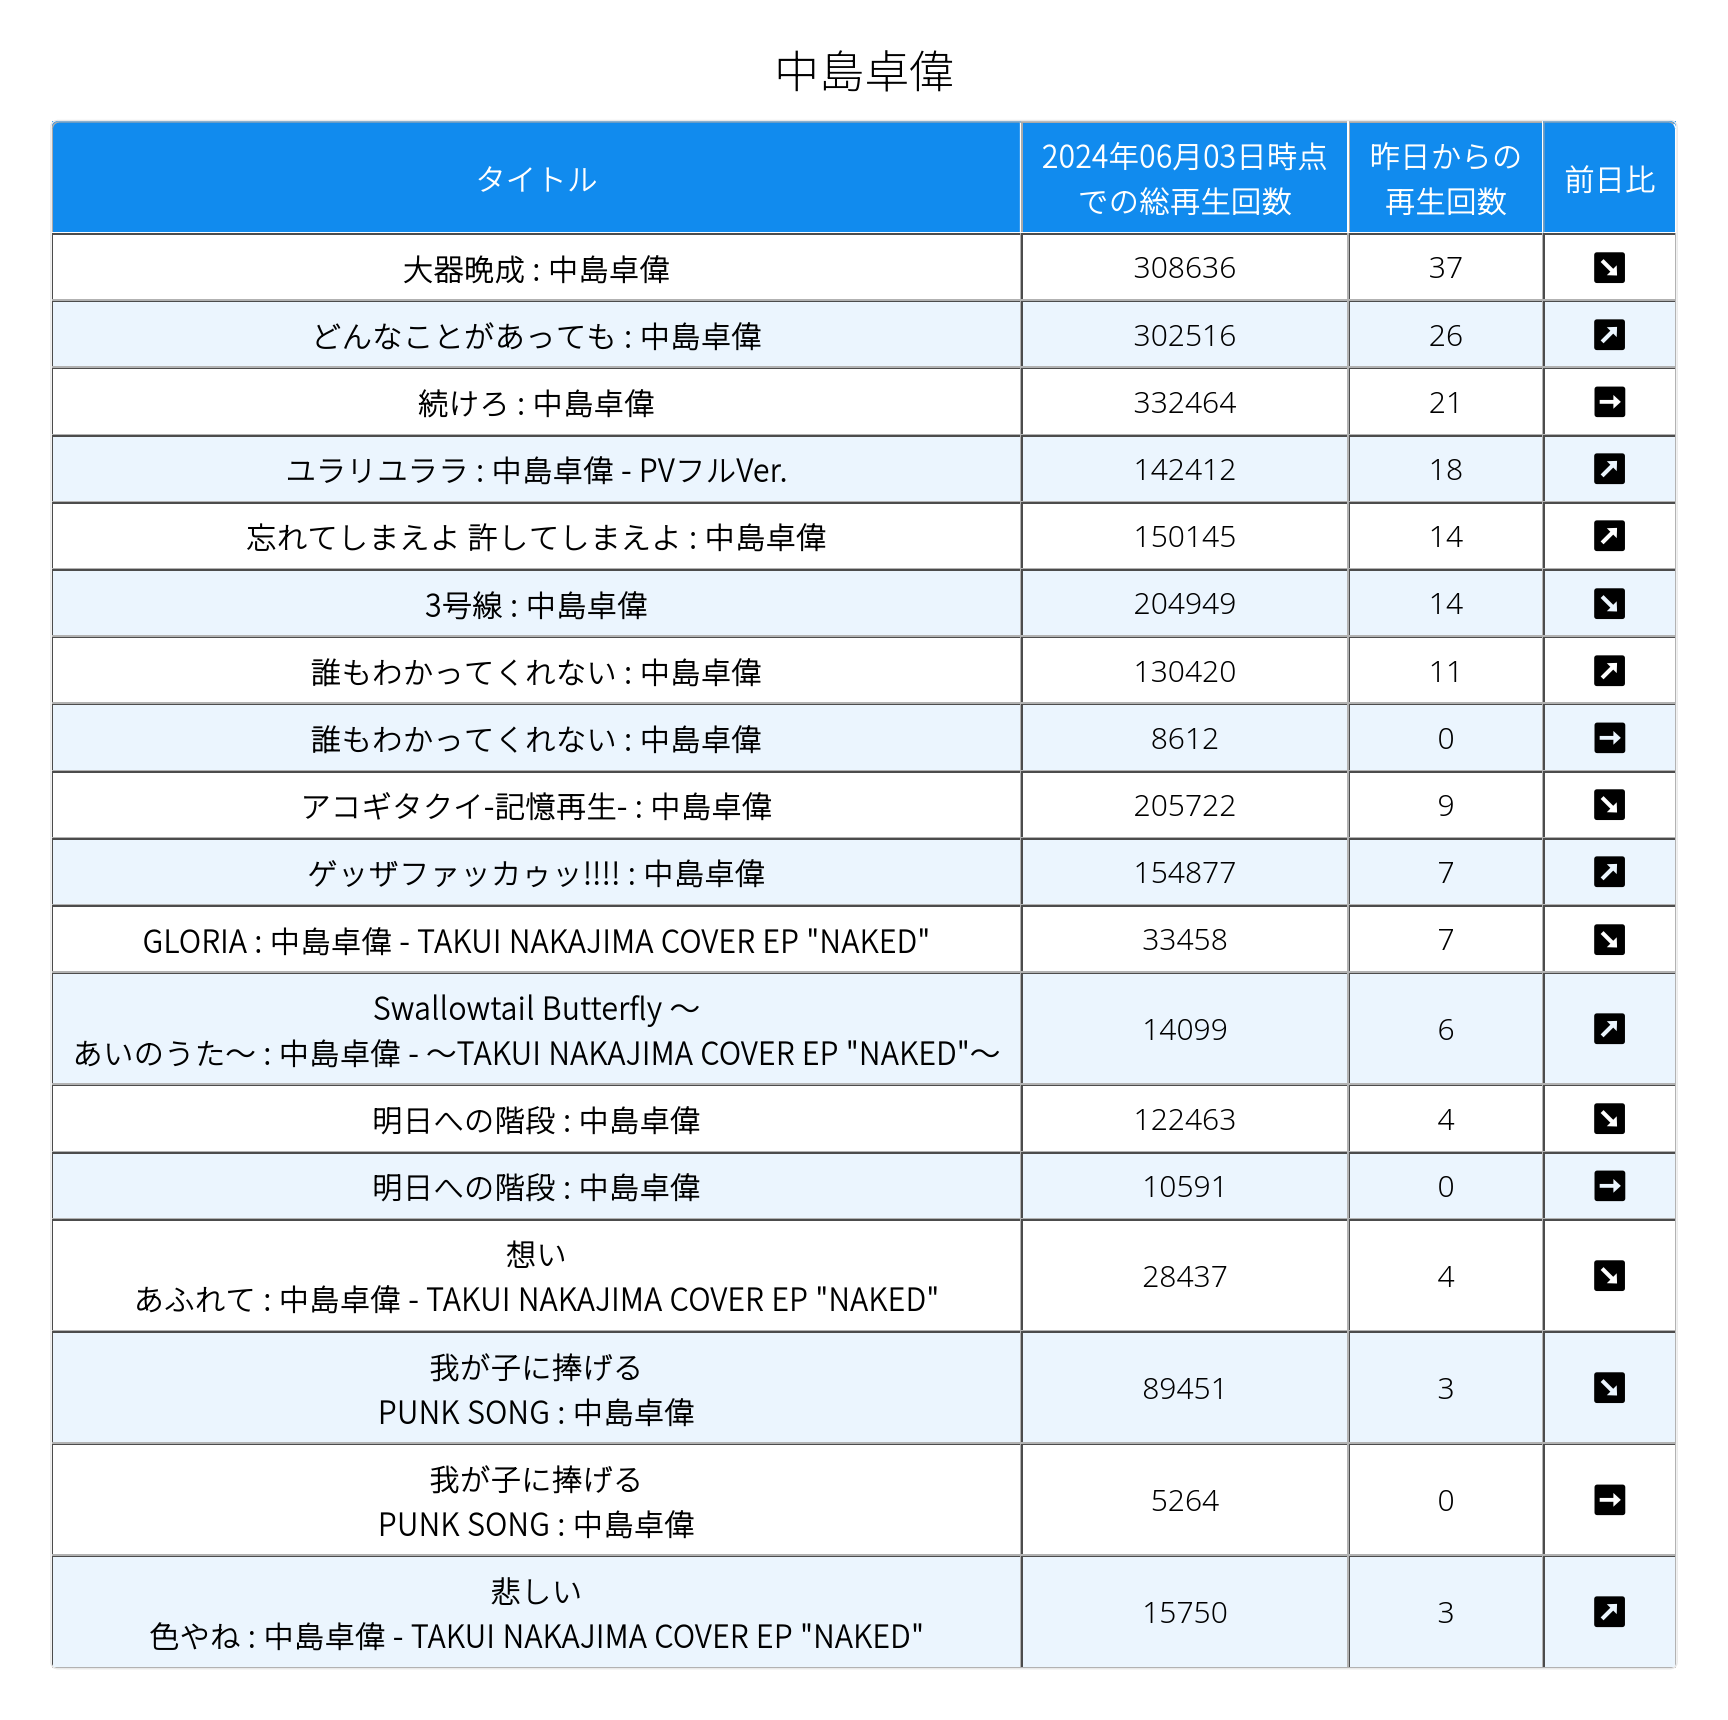 中島卓偉
タイトル
2024年06月03日時点
での総再生回数
昨日からの
再生回数
前日比
大器晩成 : 中島卓偉 308636 37 ↘
どんなことがあっても : 中島卓偉 302516 26 ↗
続けろ : 中島卓偉 332464 21 →
ユラリユララ : 中島卓偉 - PVフルVer. 142412 18 ↗
忘れてしまえよ 許してしまえよ : 中島卓偉 150145 14 ↗
3号線 : 中島卓偉 204949 14 ↘
誰もわかってくれない : 中島卓偉 130420 11 ↗
誰もわかってくれない : 中島卓偉 8612 0 →
アコギタクイ-記憶再生- : 中島卓偉 205722 9 ↘
ゲッザファッカゥッ!!!! : 中島卓偉 154877 7 ↗
GLORIA : 中島卓偉 - TAKUI NAKAJIMA COVER EP "NAKED" 33458 7 ↘
Swallowtail Butterfly ～
あいのうた～ : 中島卓偉 - ～TAKUI NAKAJIMA COVER EP "NAKED"～ 14099 6 ↗
明日への階段 : 中島卓偉 122463 4 ↘
明日への階段 : 中島卓偉 10591 0 →
想い
あふれて : 中島卓偉 - TAKUI NAKAJIMA COVER EP "NAKED" 28437 4 ↘
我が子に捧げる
PUNK SONG : 中島卓偉 89451 3 ↘
我が子に捧げる
PUNK SONG : 中島卓偉 5264 0 →
悲しい
色やね : 中島卓偉 - TAKUI NAKAJIMA COVER EP "NAKED" 15750 3 ↗